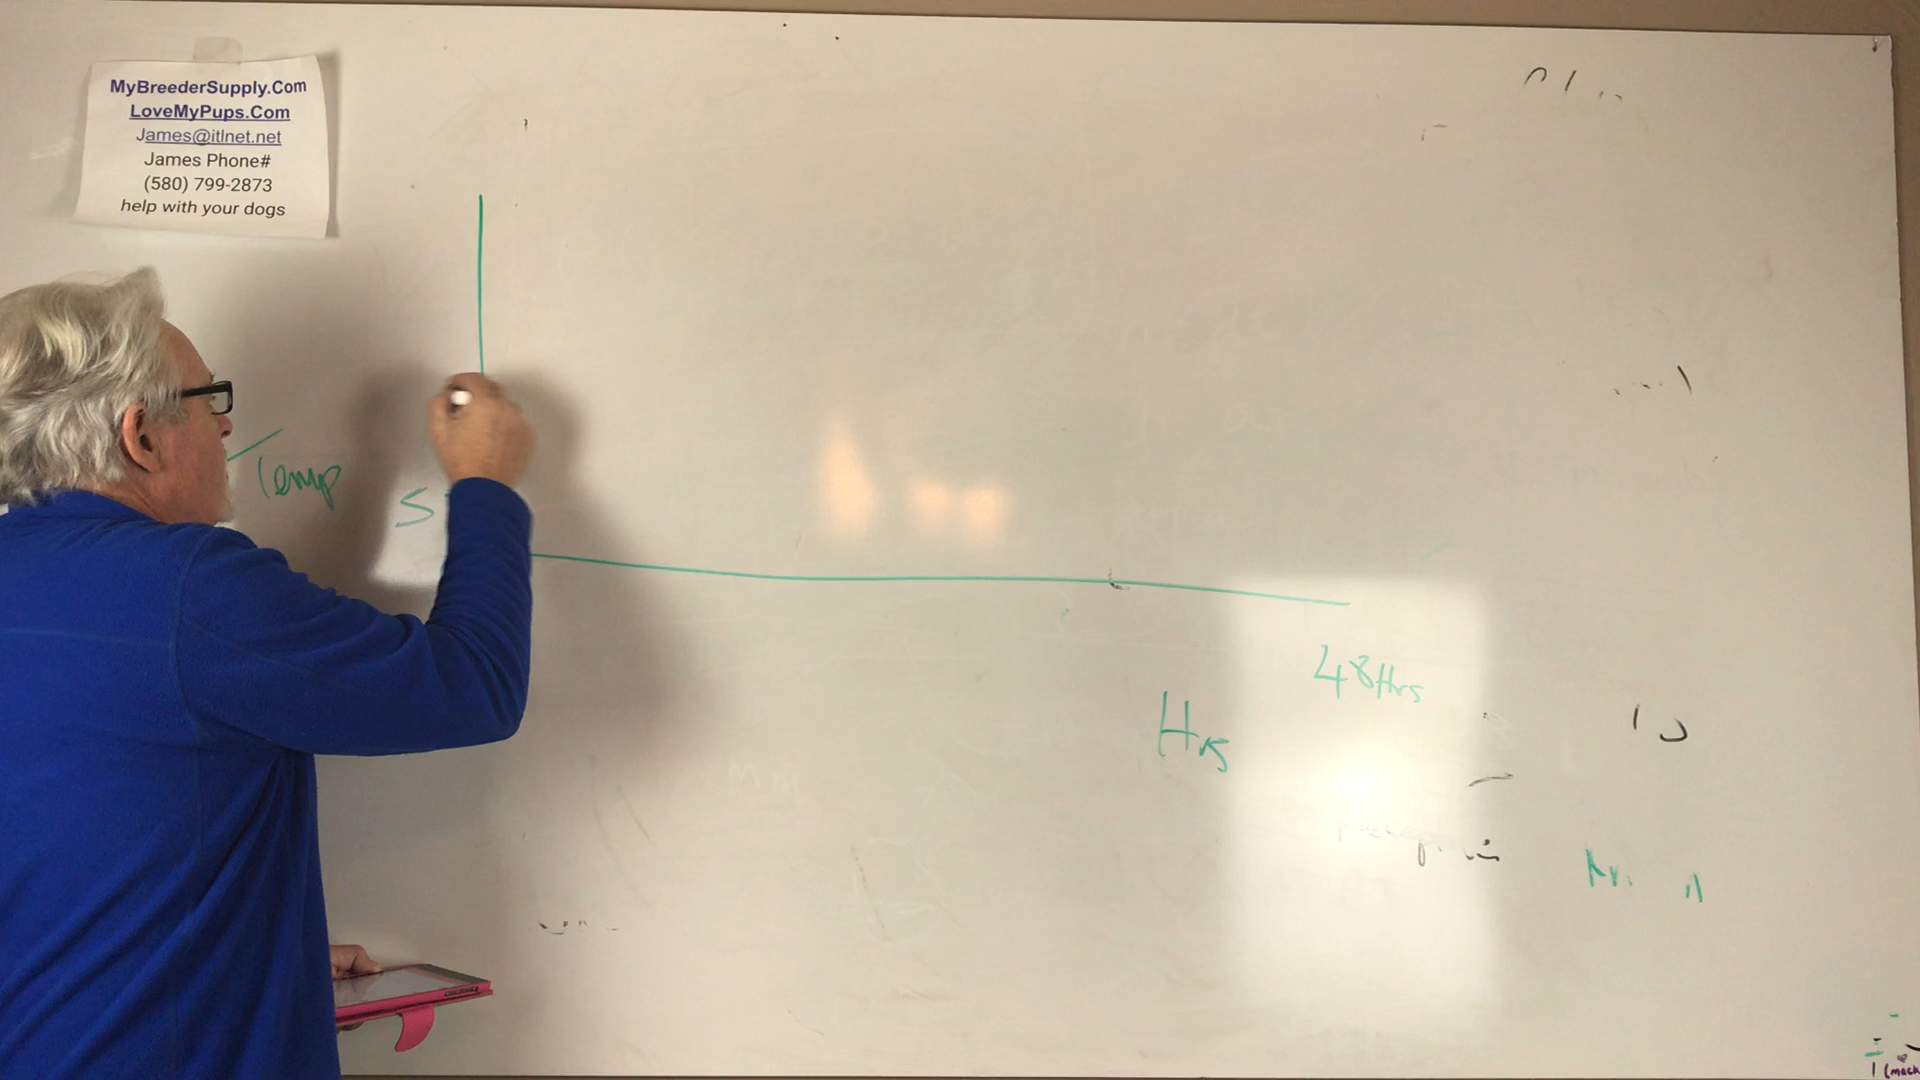 MyBreederSupply.Com
LoveMyPups.Com
James@itlnet.net
James Phone#
(580) 799-2873
help with your dogs
Temp
S
48Hrs
Hrs